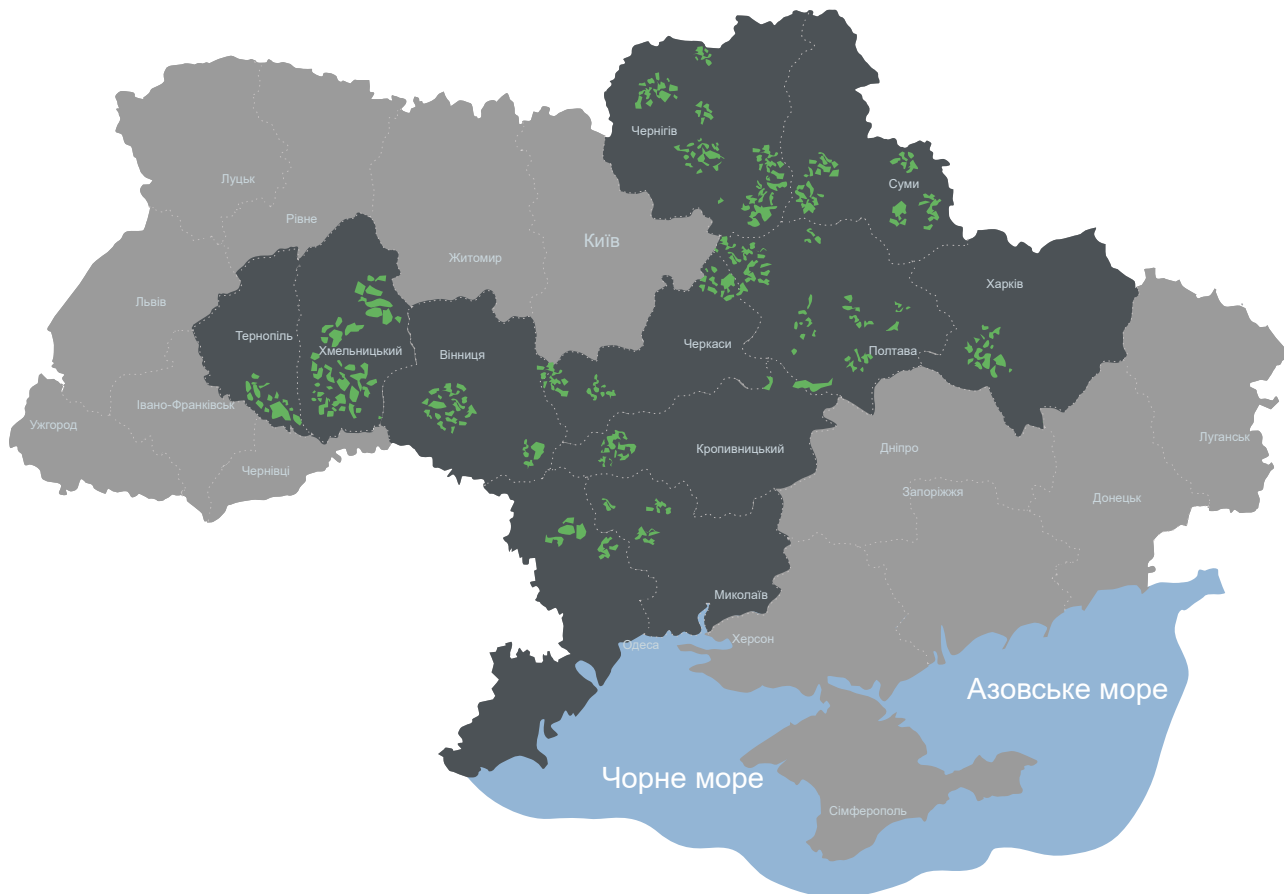 Чернігів
Луцьк
Суми
Рівне
Київ
Житомир
Харків
Львів
Тернопіль
Хмельницький
Вінниця
Черкаси
Полтава
Івано-Франківськ
Ужгород
Луганськ
Дніпро
Кропивницький
Чернівці
Запоріжжя
Донецьк
Миколаїв
Херсон
Одеса
Азовське море
Чорне море
Сімферополь